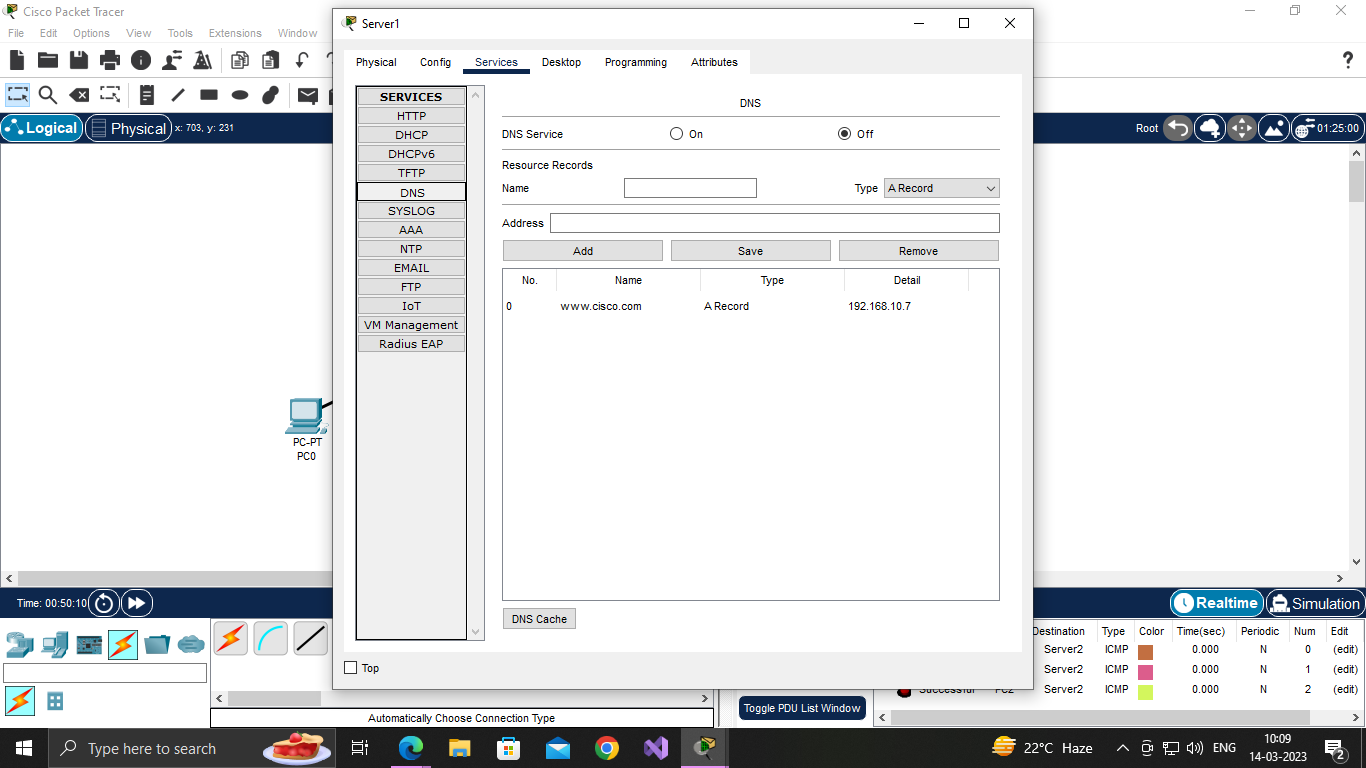 Cisco Packet Tracer
File Edit Options View Tools Extensions Window
Server1
Physical Config Services Desktop Programming Attributes
SERVICES
HTTP
DHCP
DHCPv6
TFTP
DNS
SYSLOG
AAA
NTP
EMAIL
FTP
IoT
VM Management
Radius EAP
DNS
DNS Service On Off
Resource Records
Name Type A Record
Address
Add Save Remove
No. Name Type Detail
0 www.cisco.com A Record 192.168.10.7
DNS Cache
Top
Logical Physical x: 703, y: 231
Root 01:25:00
PC-PT
PC0
Time: 00:50:10
Realtime Simulation
Automatically Choose Connection Type
Toggle PDU List Window
Destination Type Color Time(sec) Periodic Num Edit
Server2 ICMP 0.000 N 0 (edit)
Server2 ICMP 0.000 N 1 (edit)
Successful PC2 Server2 ICMP 0.000 N 2 (edit)
Type here to search
22°C Haze
ENG
10:09
14-03-2023
2